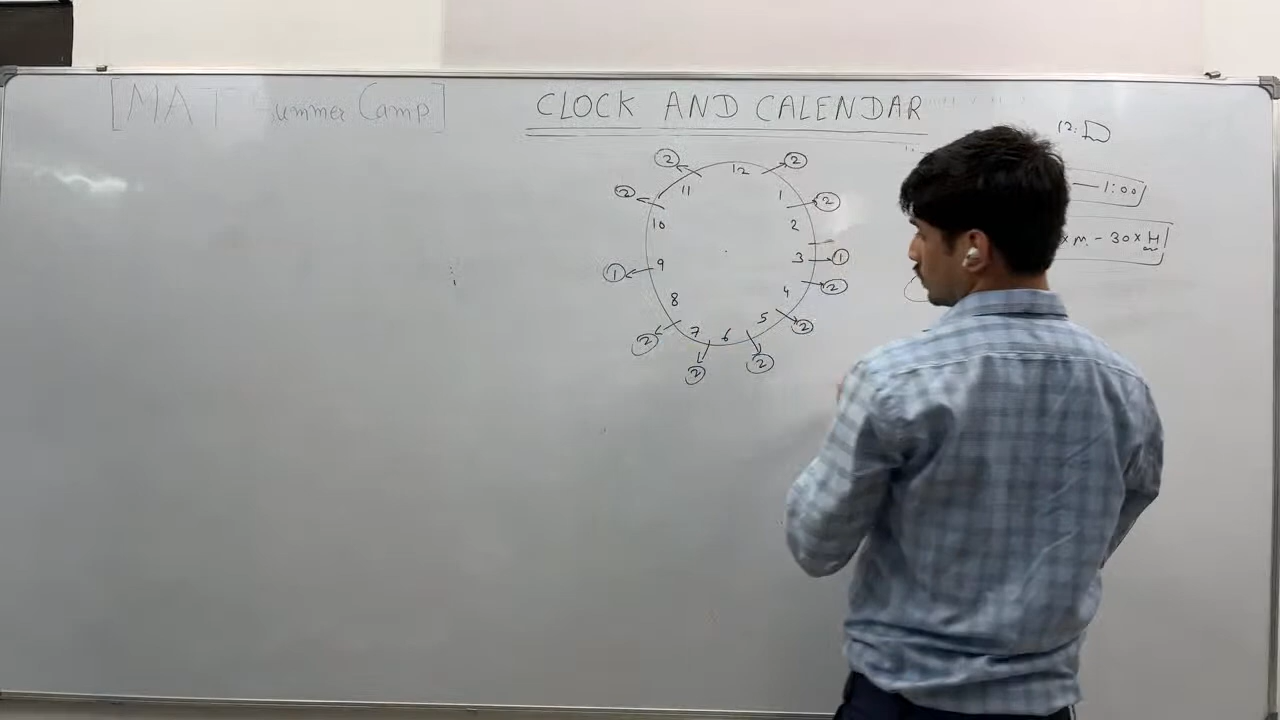 [MAT Summer Camp]
CLOCK AND CALENDAR
12:
— 1:00
x m - 30 x H
② 12 ②
11 1
② ②
10 2
9 3 ①
① 4 ②
8 5 ②
② 7 6
② ②